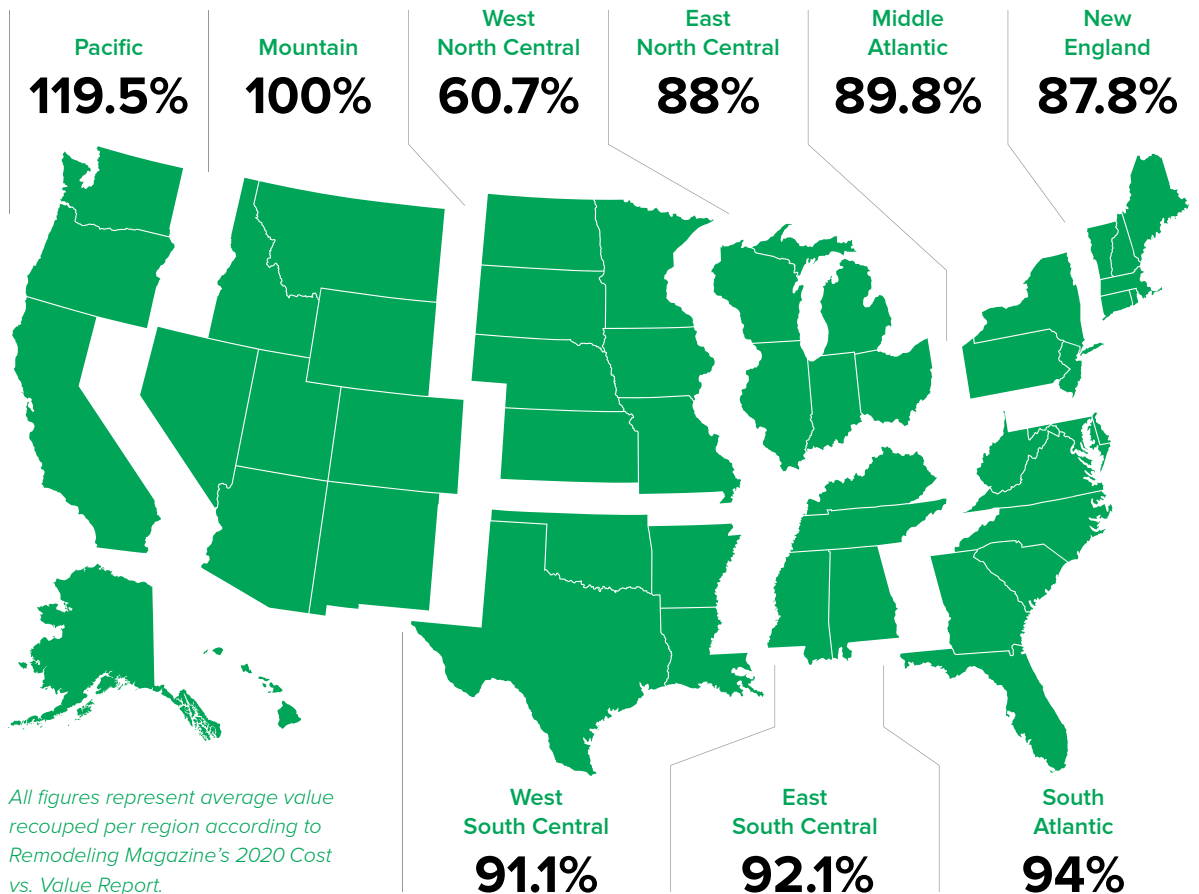 Pacific
119.5%
Mountain
100%
West
North Central
60.7%
East
North Central
88%
Middle
Atlantic
89.8%
New
England
87.8%
All figures represent average value
recouped per region according to
Remodeling Magazine’s 2020 Cost
vs. Value Report.
West
South Central
91.1%
East
South Central
92.1%
South
Atlantic
94%